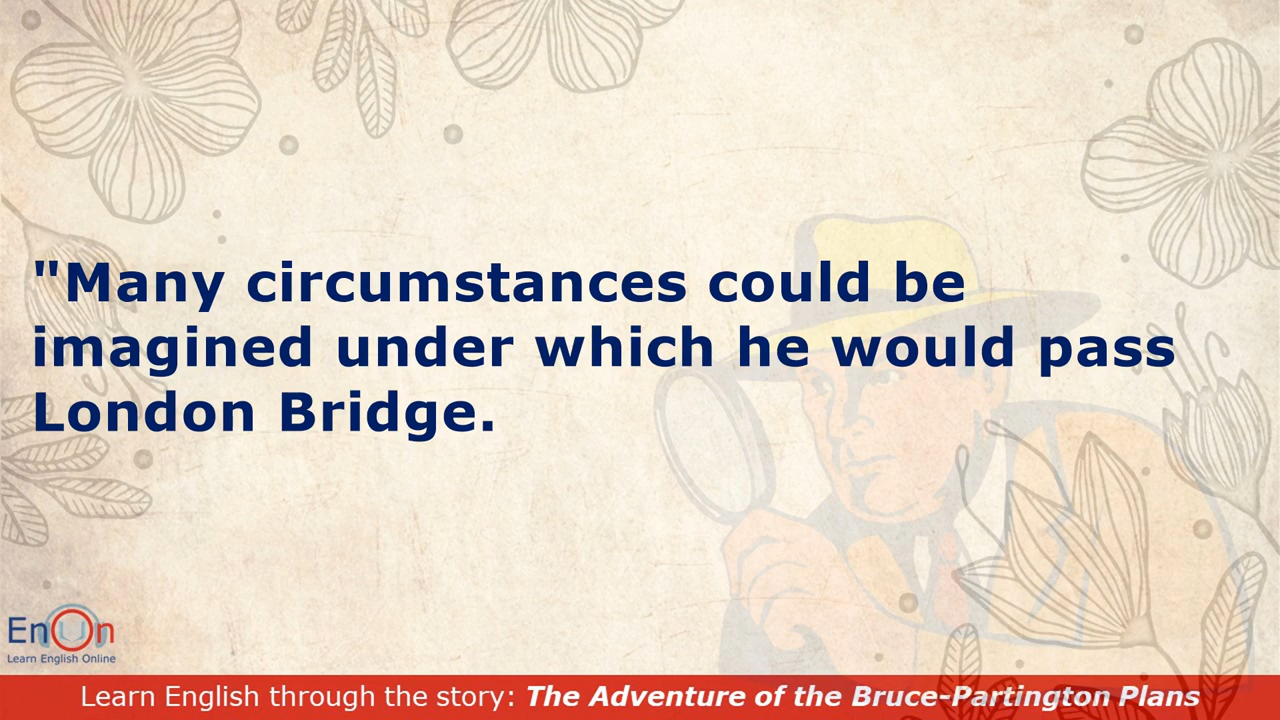 "Many circumstances could be
imagined under which he would pass
London Bridge.
EnOn
Learn English Online
Learn English through the story: The Adventure of the Bruce-Partington Plans